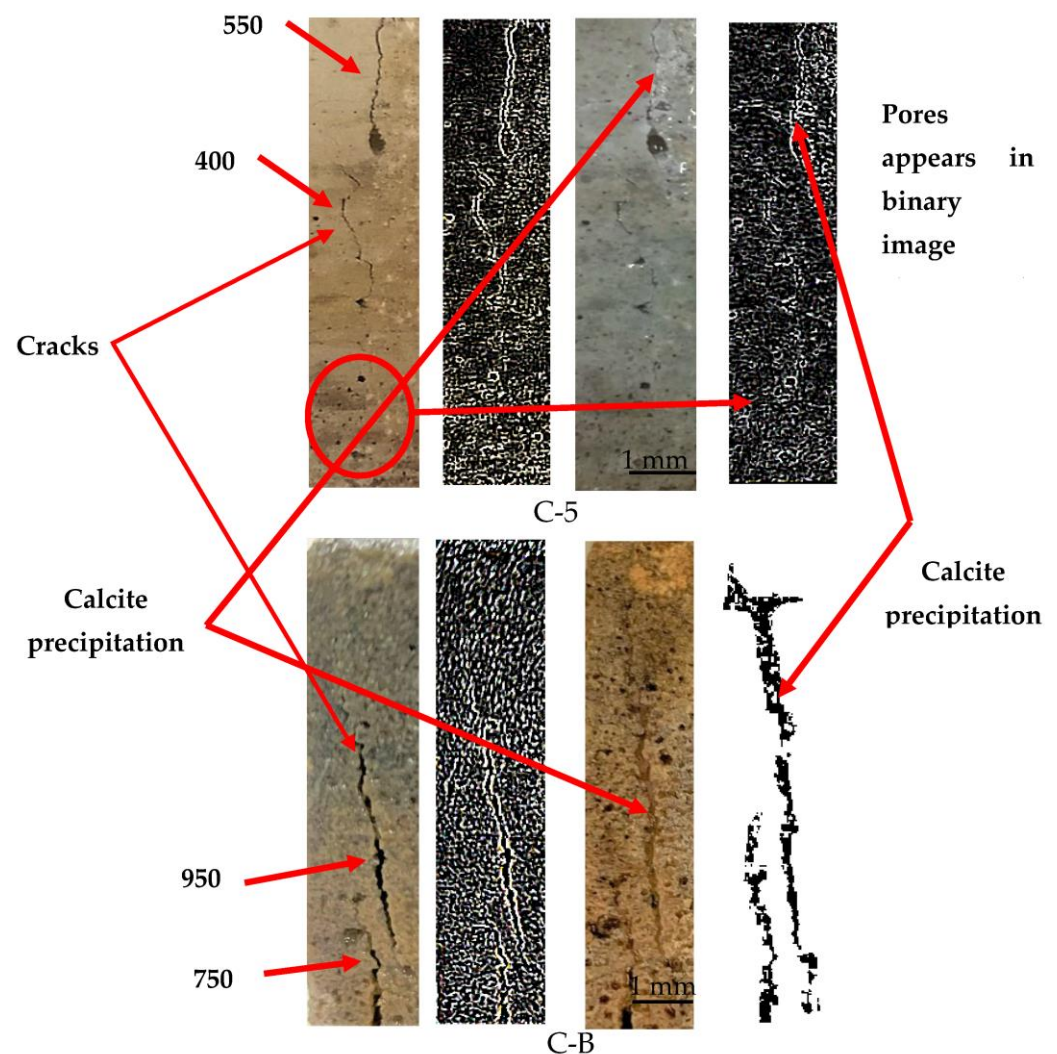 550
400
Cracks
Pores
appears in
binary
image
1 mm
C-5
Calcite
precipitation
Calcite
precipitation
950
750
1 mm
C-B